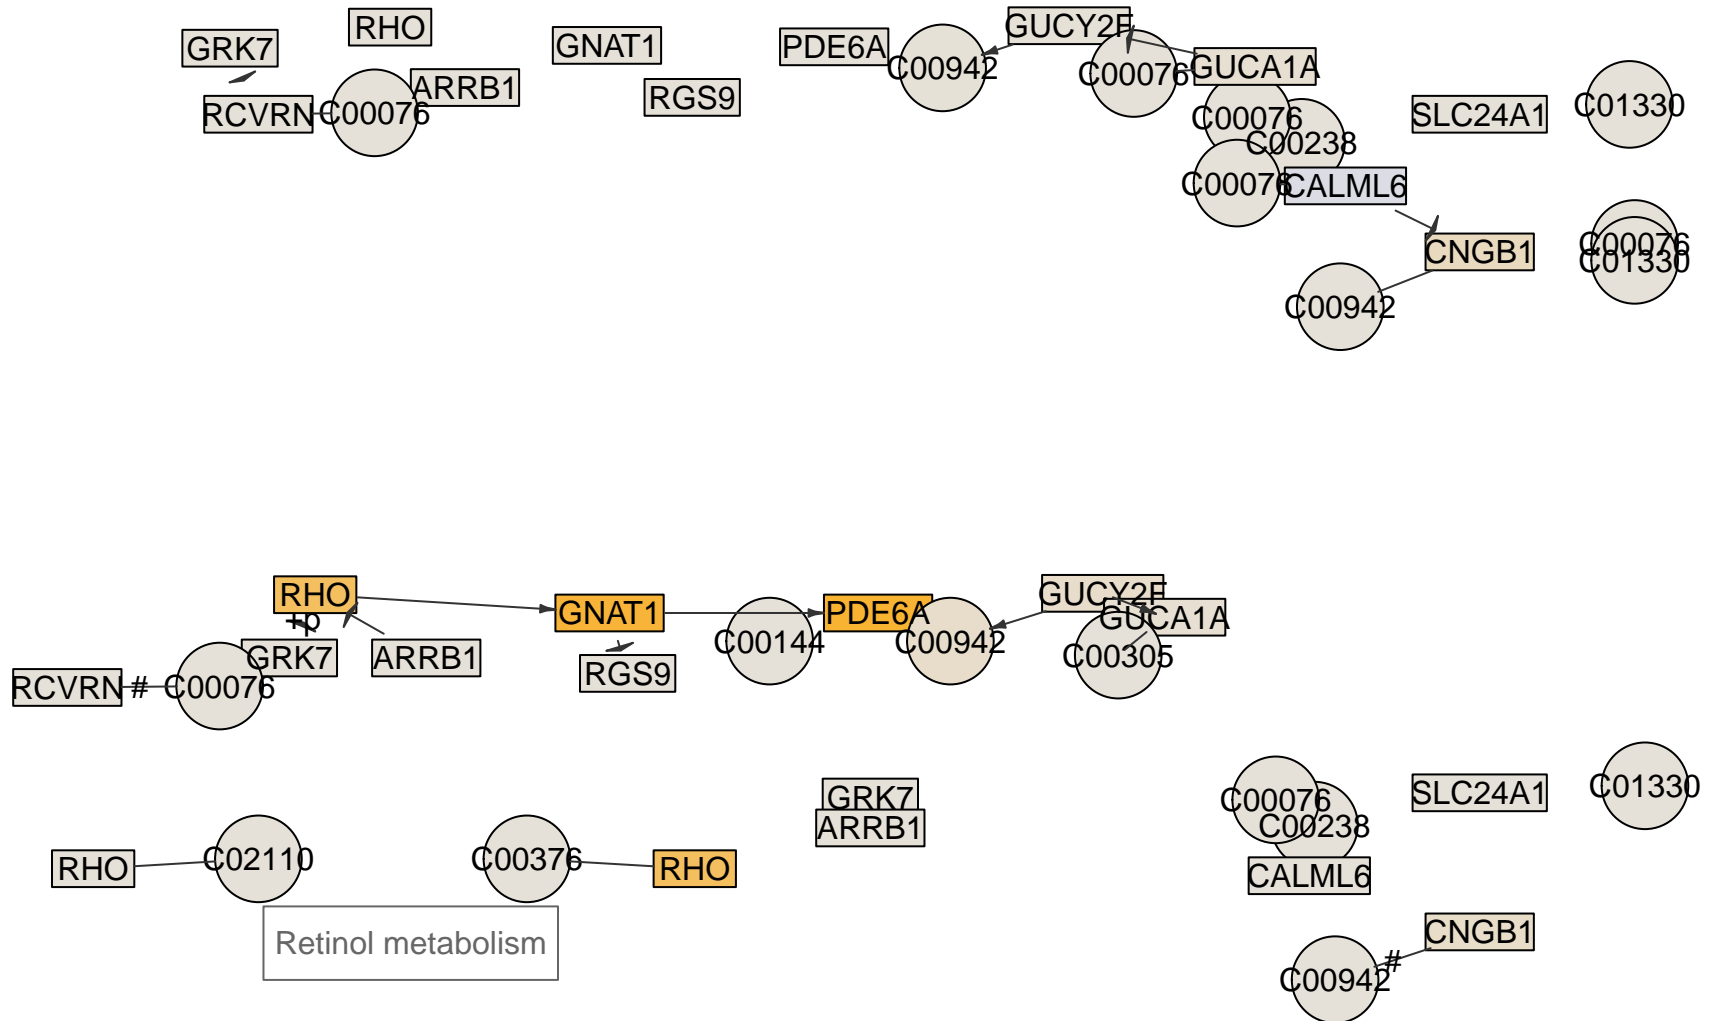 GRK7
RHO
GNAT1
PDE6A
C00942
GUCY2F
C00076
GUCA1A
RCVRN
C00076
ARRB1
RGS9
C00076
C00238
SLC24A1
C01330
C00076
CALML6
CNGB1
C00076
C01330
C00942
RHO
+p
GNAT1
PDE6A
GUCY2F
GUCA1A
C00144
C00942
C00305
GRK7
ARRB1
RGS9
RCVRN
#
C00076
GRK7
ARRB1
C00076
C00238
SLC24A1
C01330
RHO
C02110
C00376
RHO
CALML6
Retinol metabolism
CNGB1
#
C00942